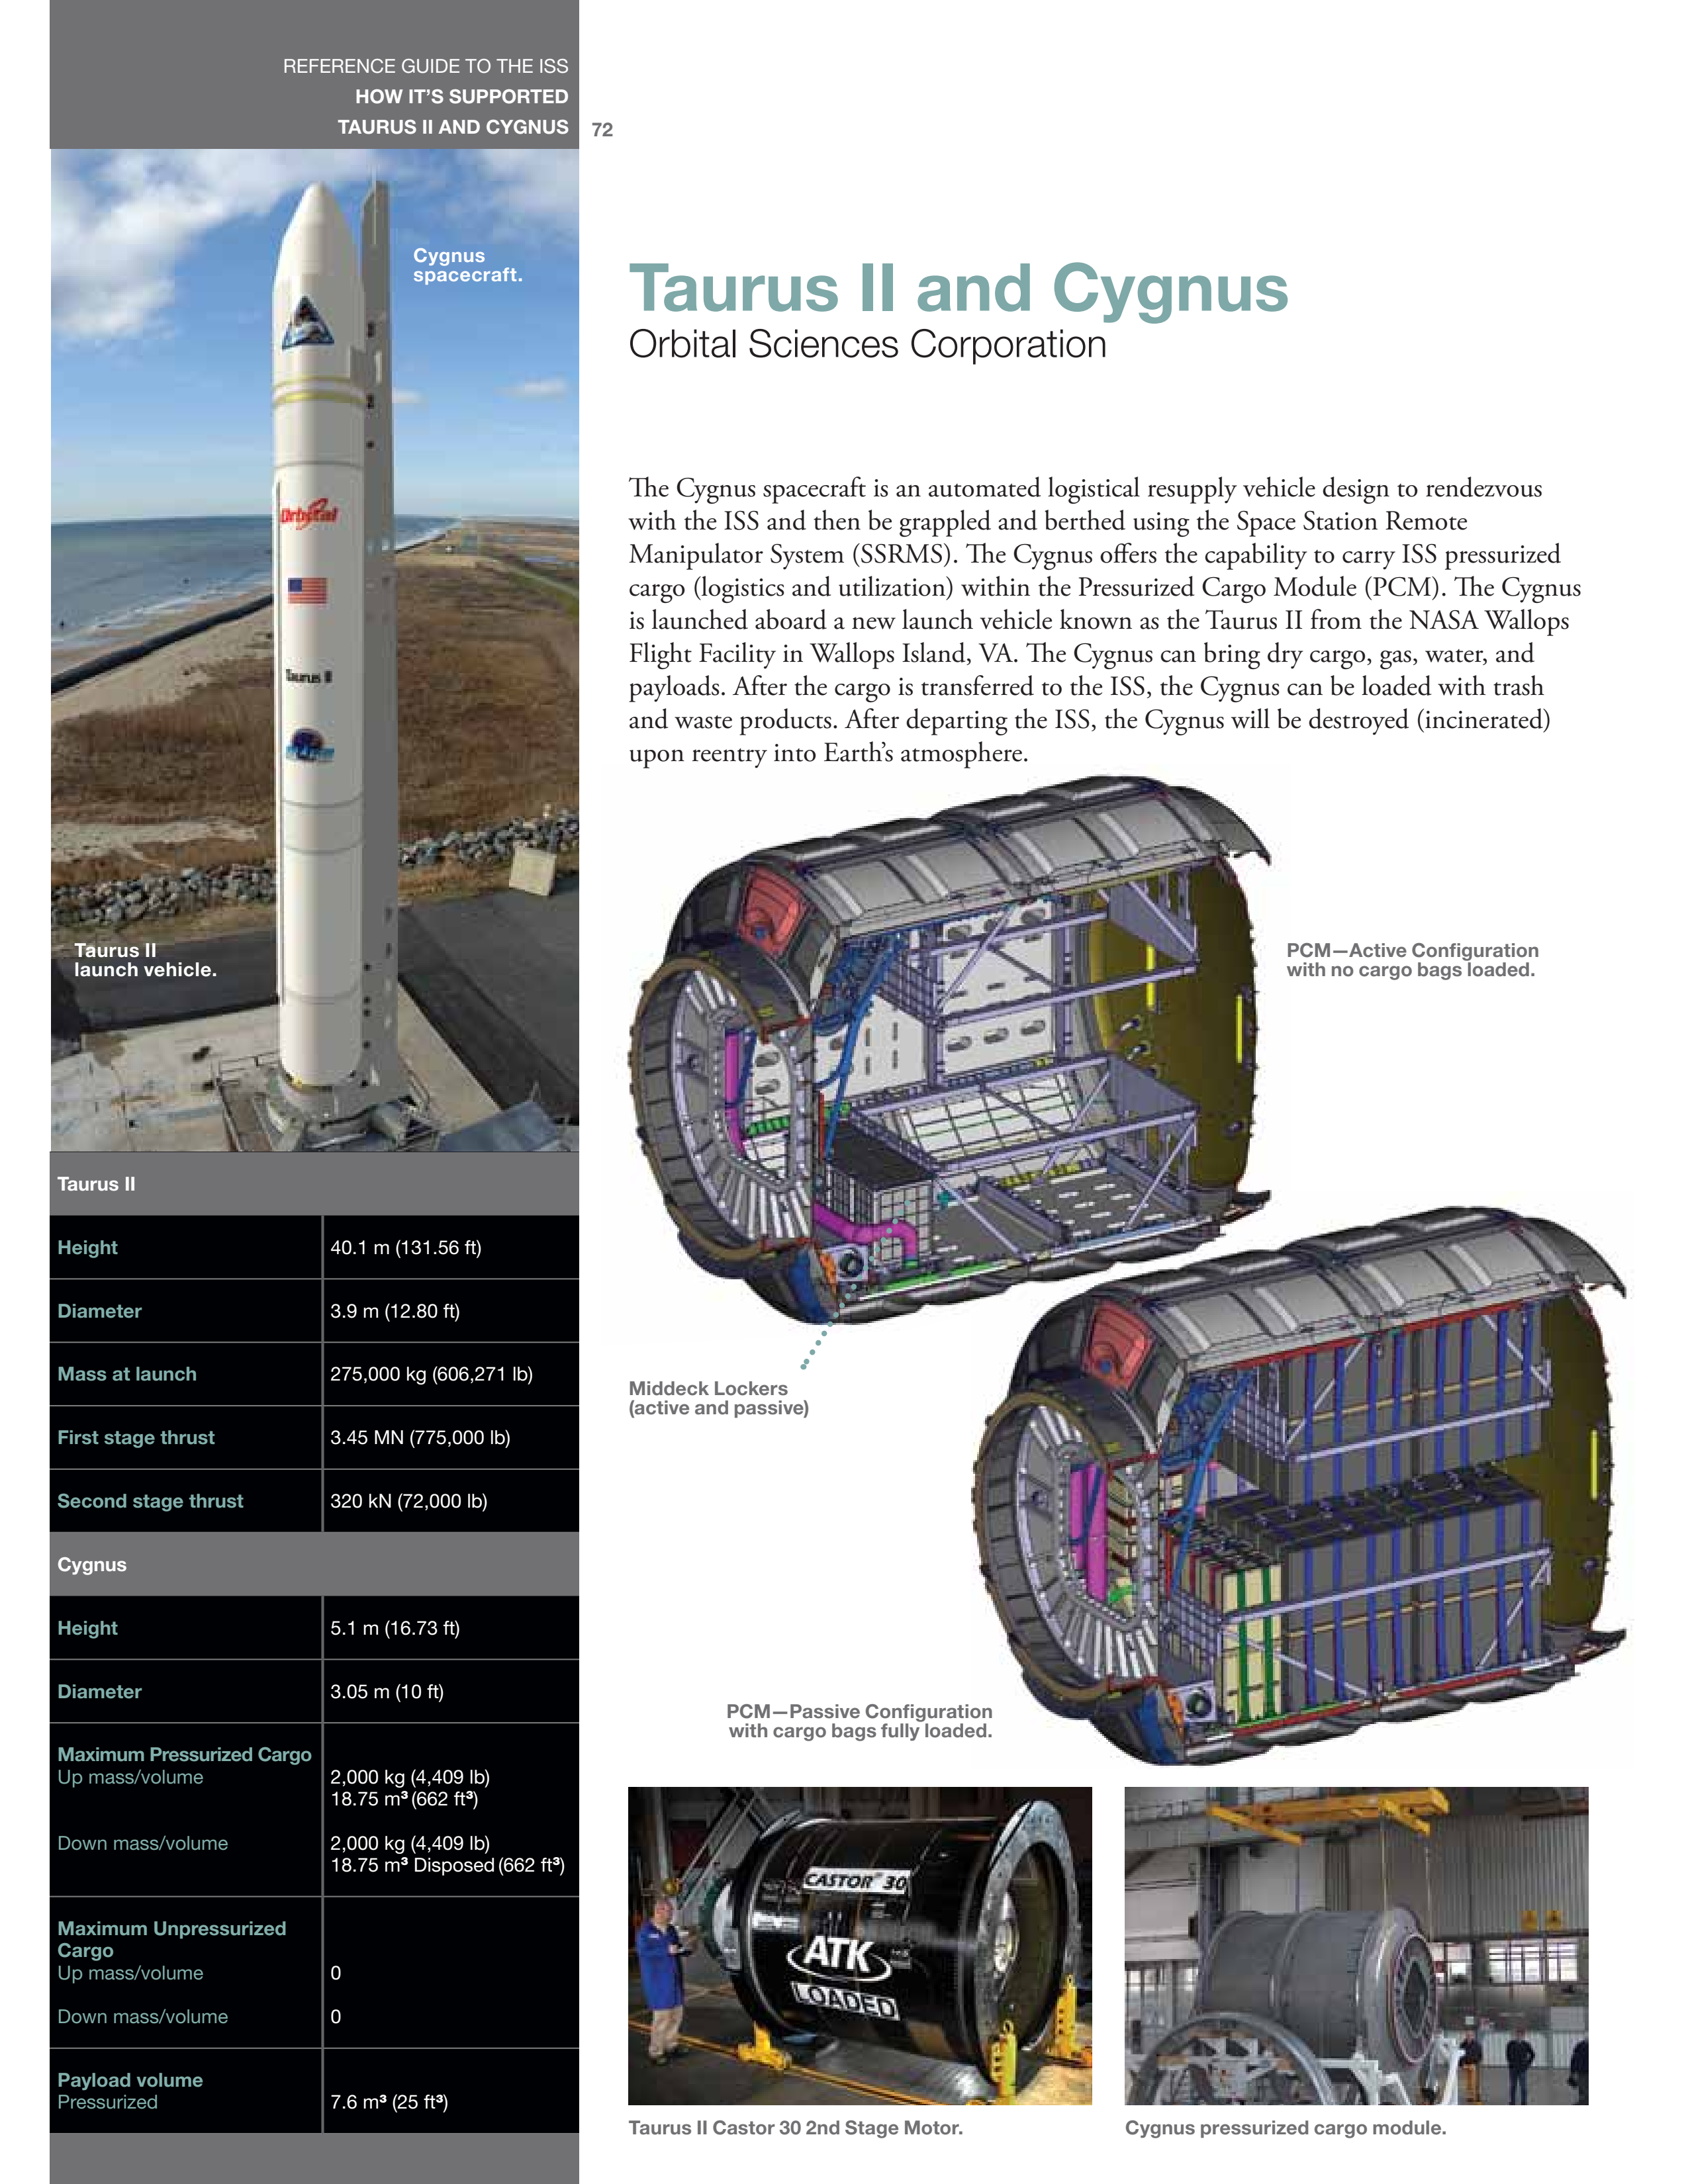 REFERENCE GUIDE TO THE ISS
HOW IT’S SUPPORTED
TAURUS II AND CYGNUS
72
Cygnus
spacecraft.
Orbital
Taurus II
Taurus II
launch vehicle.
Taurus II and Cygnus
Orbital Sciences Corporation
The Cygnus spacecraft is an automated logistical resupply vehicle design to rendezvous
with the ISS and then be grappled and berthed using the Space Station Remote
Manipulator System (SSRMS). The Cygnus offers the capability to carry ISS pressurized
cargo (logistics and utilization) within the Pressurized Cargo Module (PCM). The Cygnus
is launched aboard a new launch vehicle known as the Taurus II from the NASA Wallops
Flight Facility in Wallops Island, VA. The Cygnus can bring dry cargo, gas, water, and
payloads. After the cargo is transferred to the ISS, the Cygnus can be loaded with trash
and waste products. After departing the ISS, the Cygnus will be destroyed (incinerated)
upon reentry into Earth’s atmosphere.
PCM—Active Configuration
with no cargo bags loaded.
Middeck Lockers
(active and passive)
PCM—Passive Configuration
with cargo bags fully loaded.
Taurus II
Height 40.1 m (131.56 ft)
Diameter 3.9 m (12.80 ft)
Mass at launch 275,000 kg (606,271 lb)
First stage thrust 3.45 MN (775,000 lb)
Second stage thrust 320 kN (72,000 lb)
Cygnus
Height 5.1 m (16.73 ft)
Diameter 3.05 m (10 ft)
Maximum Pressurized Cargo
Up mass/volume 2,000 kg (4,409 lb)
18.75 m³ (662 ft³)
Down mass/volume 2,000 kg (4,409 lb)
18.75 m³ Disposed (662 ft³)
Maximum Unpressurized
Cargo
Up mass/volume 0
Down mass/volume 0
Payload volume
Pressurized 7.6 m³ (25 ft³)
CASTOR 30
ATK
LOADED
Taurus II Castor 30 2nd Stage Motor.
Cygnus pressurized cargo module.